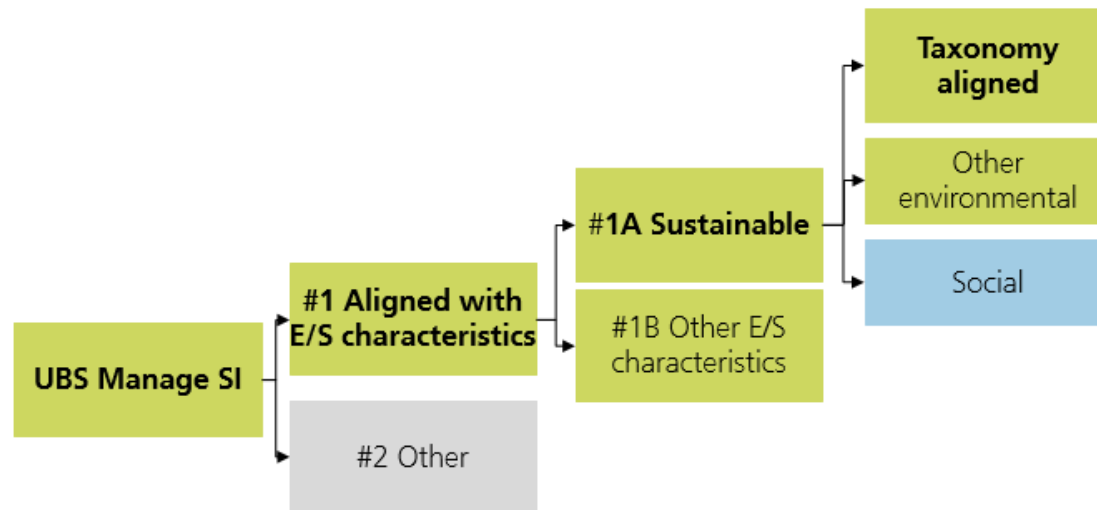 UBS Manage SI
#1 Aligned with
E/S characteristics
#2 Other
#1A Sustainable
#1B Other E/S
characteristics
Taxonomy
aligned
Other
environmental
Social